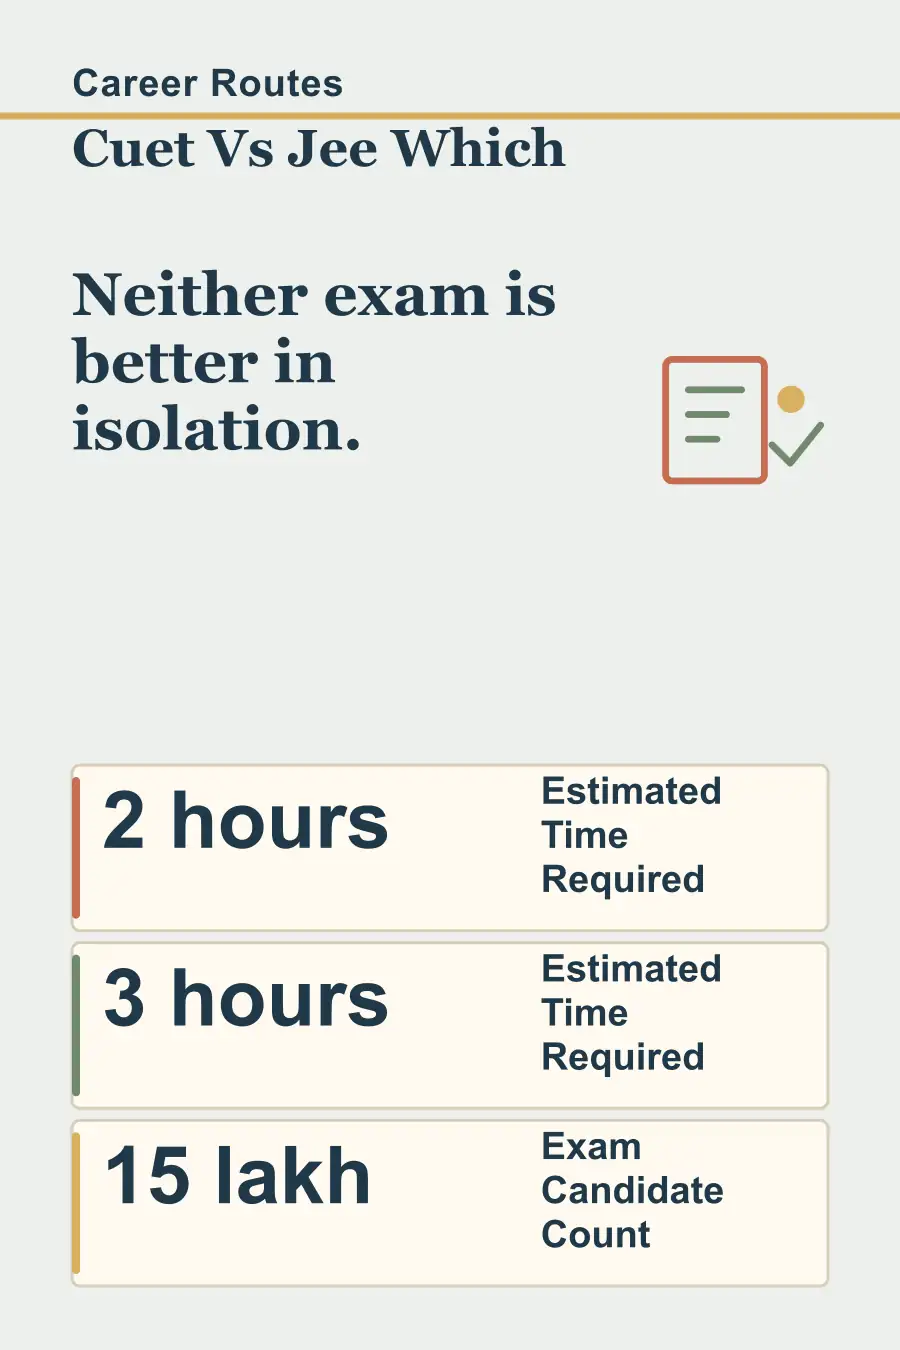 Career Routes
Cuet Vs Jee Which
Neither exam is
better in
isolation.
2 hours
Estimated
Time
Required
3 hours
Estimated
Time
Required
15 lakh
Exam
Candidate
Count